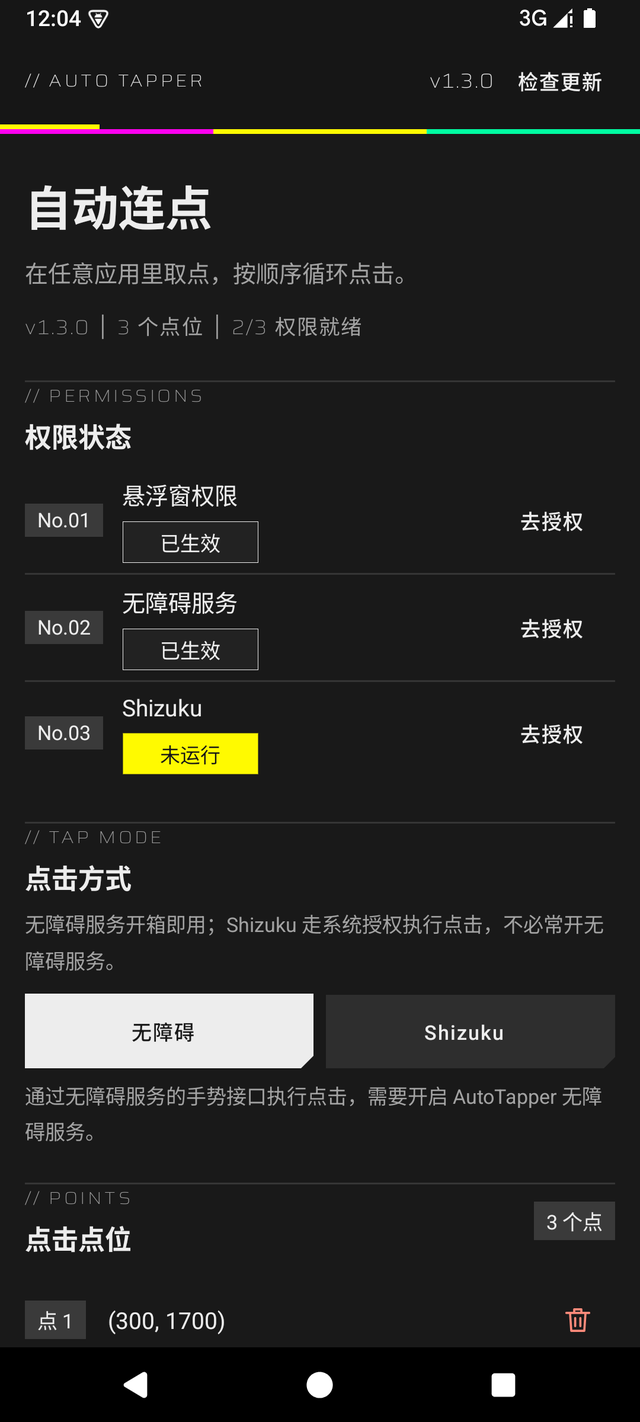 12:04
3G
// AUTO TAPPER
v1.3.0 检查更新
自动连点
在任意应用里取点，按顺序循环点击。
v1.3.0 | 3 个点位 | 2/3 权限就绪
// PERMISSIONS
权限状态
No.01
悬浮窗权限
已生效
去授权
No.02
无障碍服务
已生效
去授权
No.03
Shizuku
未运行
去授权
// TAP MODE
点击方式
无障碍服务开箱即用；Shizuku 走系统授权执行点击，不必常开无
障碍服务。
无障碍
Shizuku
通过无障碍服务的手势接口执行点击，需要开启 AutoTapper 无障
碍服务。
// POINTS
点击点位
3 个点
点 1
(300, 1700)